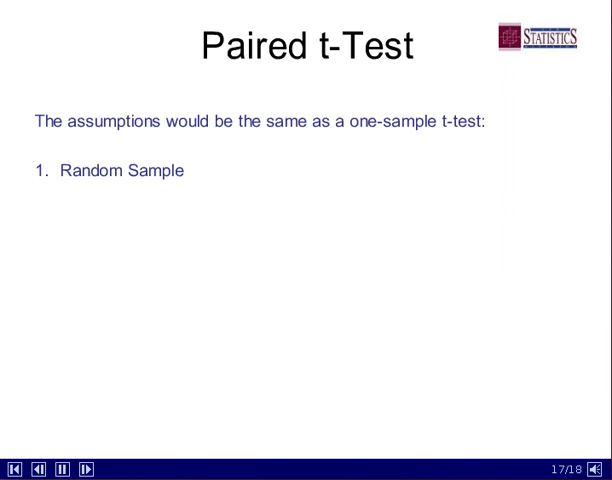 Paired t-Test
STATISTICS
The assumptions would be the same as a one-sample t-test:
1. Random Sample
17/18